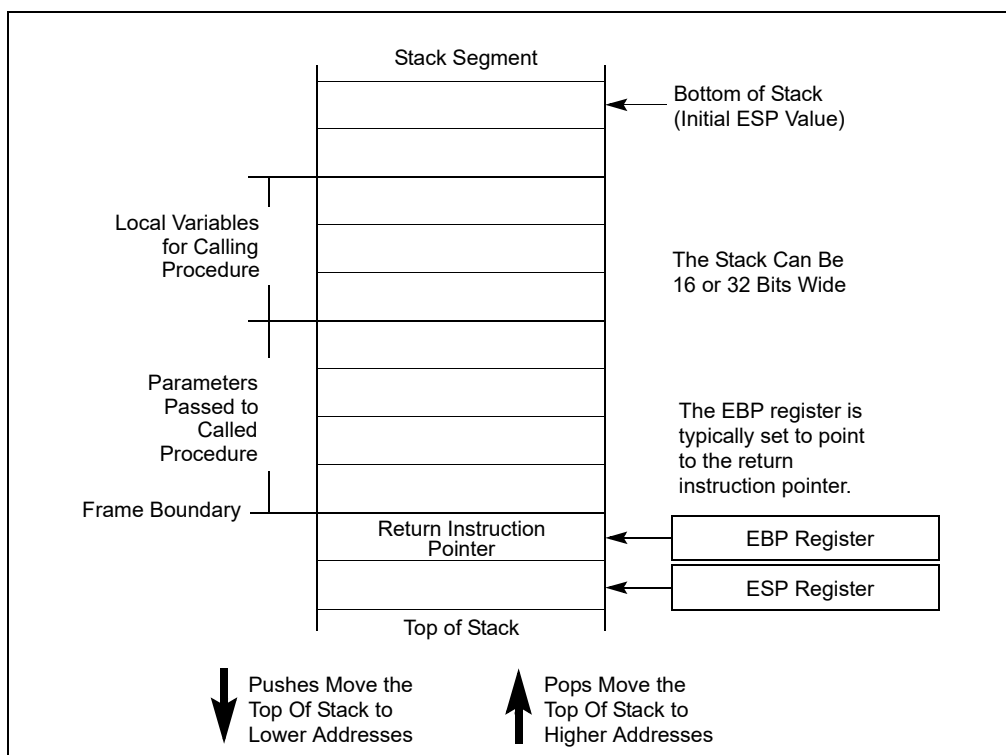 Stack Segment
Bottom of Stack
(Initial ESP Value)
Local Variables
for Calling
Procedure
The Stack Can Be
16 or 32 Bits Wide
Parameters
Passed to
Called
Procedure
The EBP register is
typically set to point
to the return
instruction pointer.
Frame Boundary
Return Instruction
Pointer
EBP Register
ESP Register
Top of Stack
Pushes Move the
Top Of Stack to
Lower Addresses
Pops Move the
Top Of Stack to
Higher Addresses